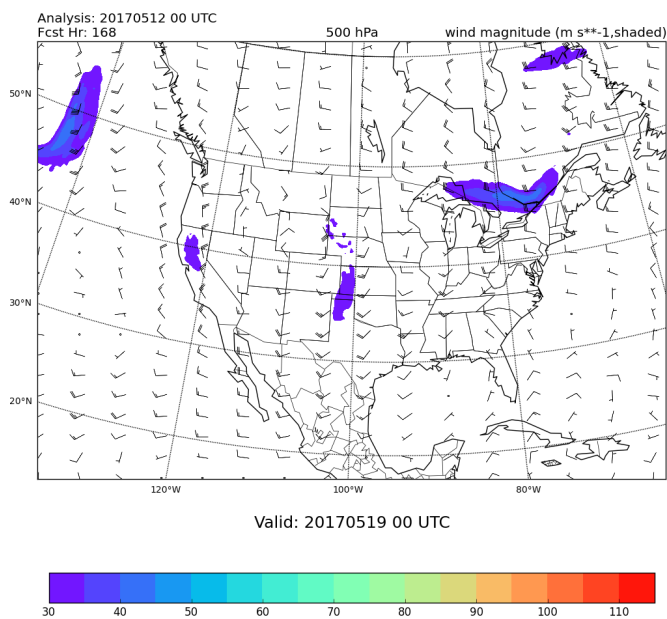 Analysis: 20170512 00 UTC
Fcst Hr: 168 500 hPa wind magnitude (m s**-1,shaded)
50°N
40°N
30°N
20°N
120°W 100°W 80°W
Valid: 20170519 00 UTC
30 40 50 60 70 80 90 100 110